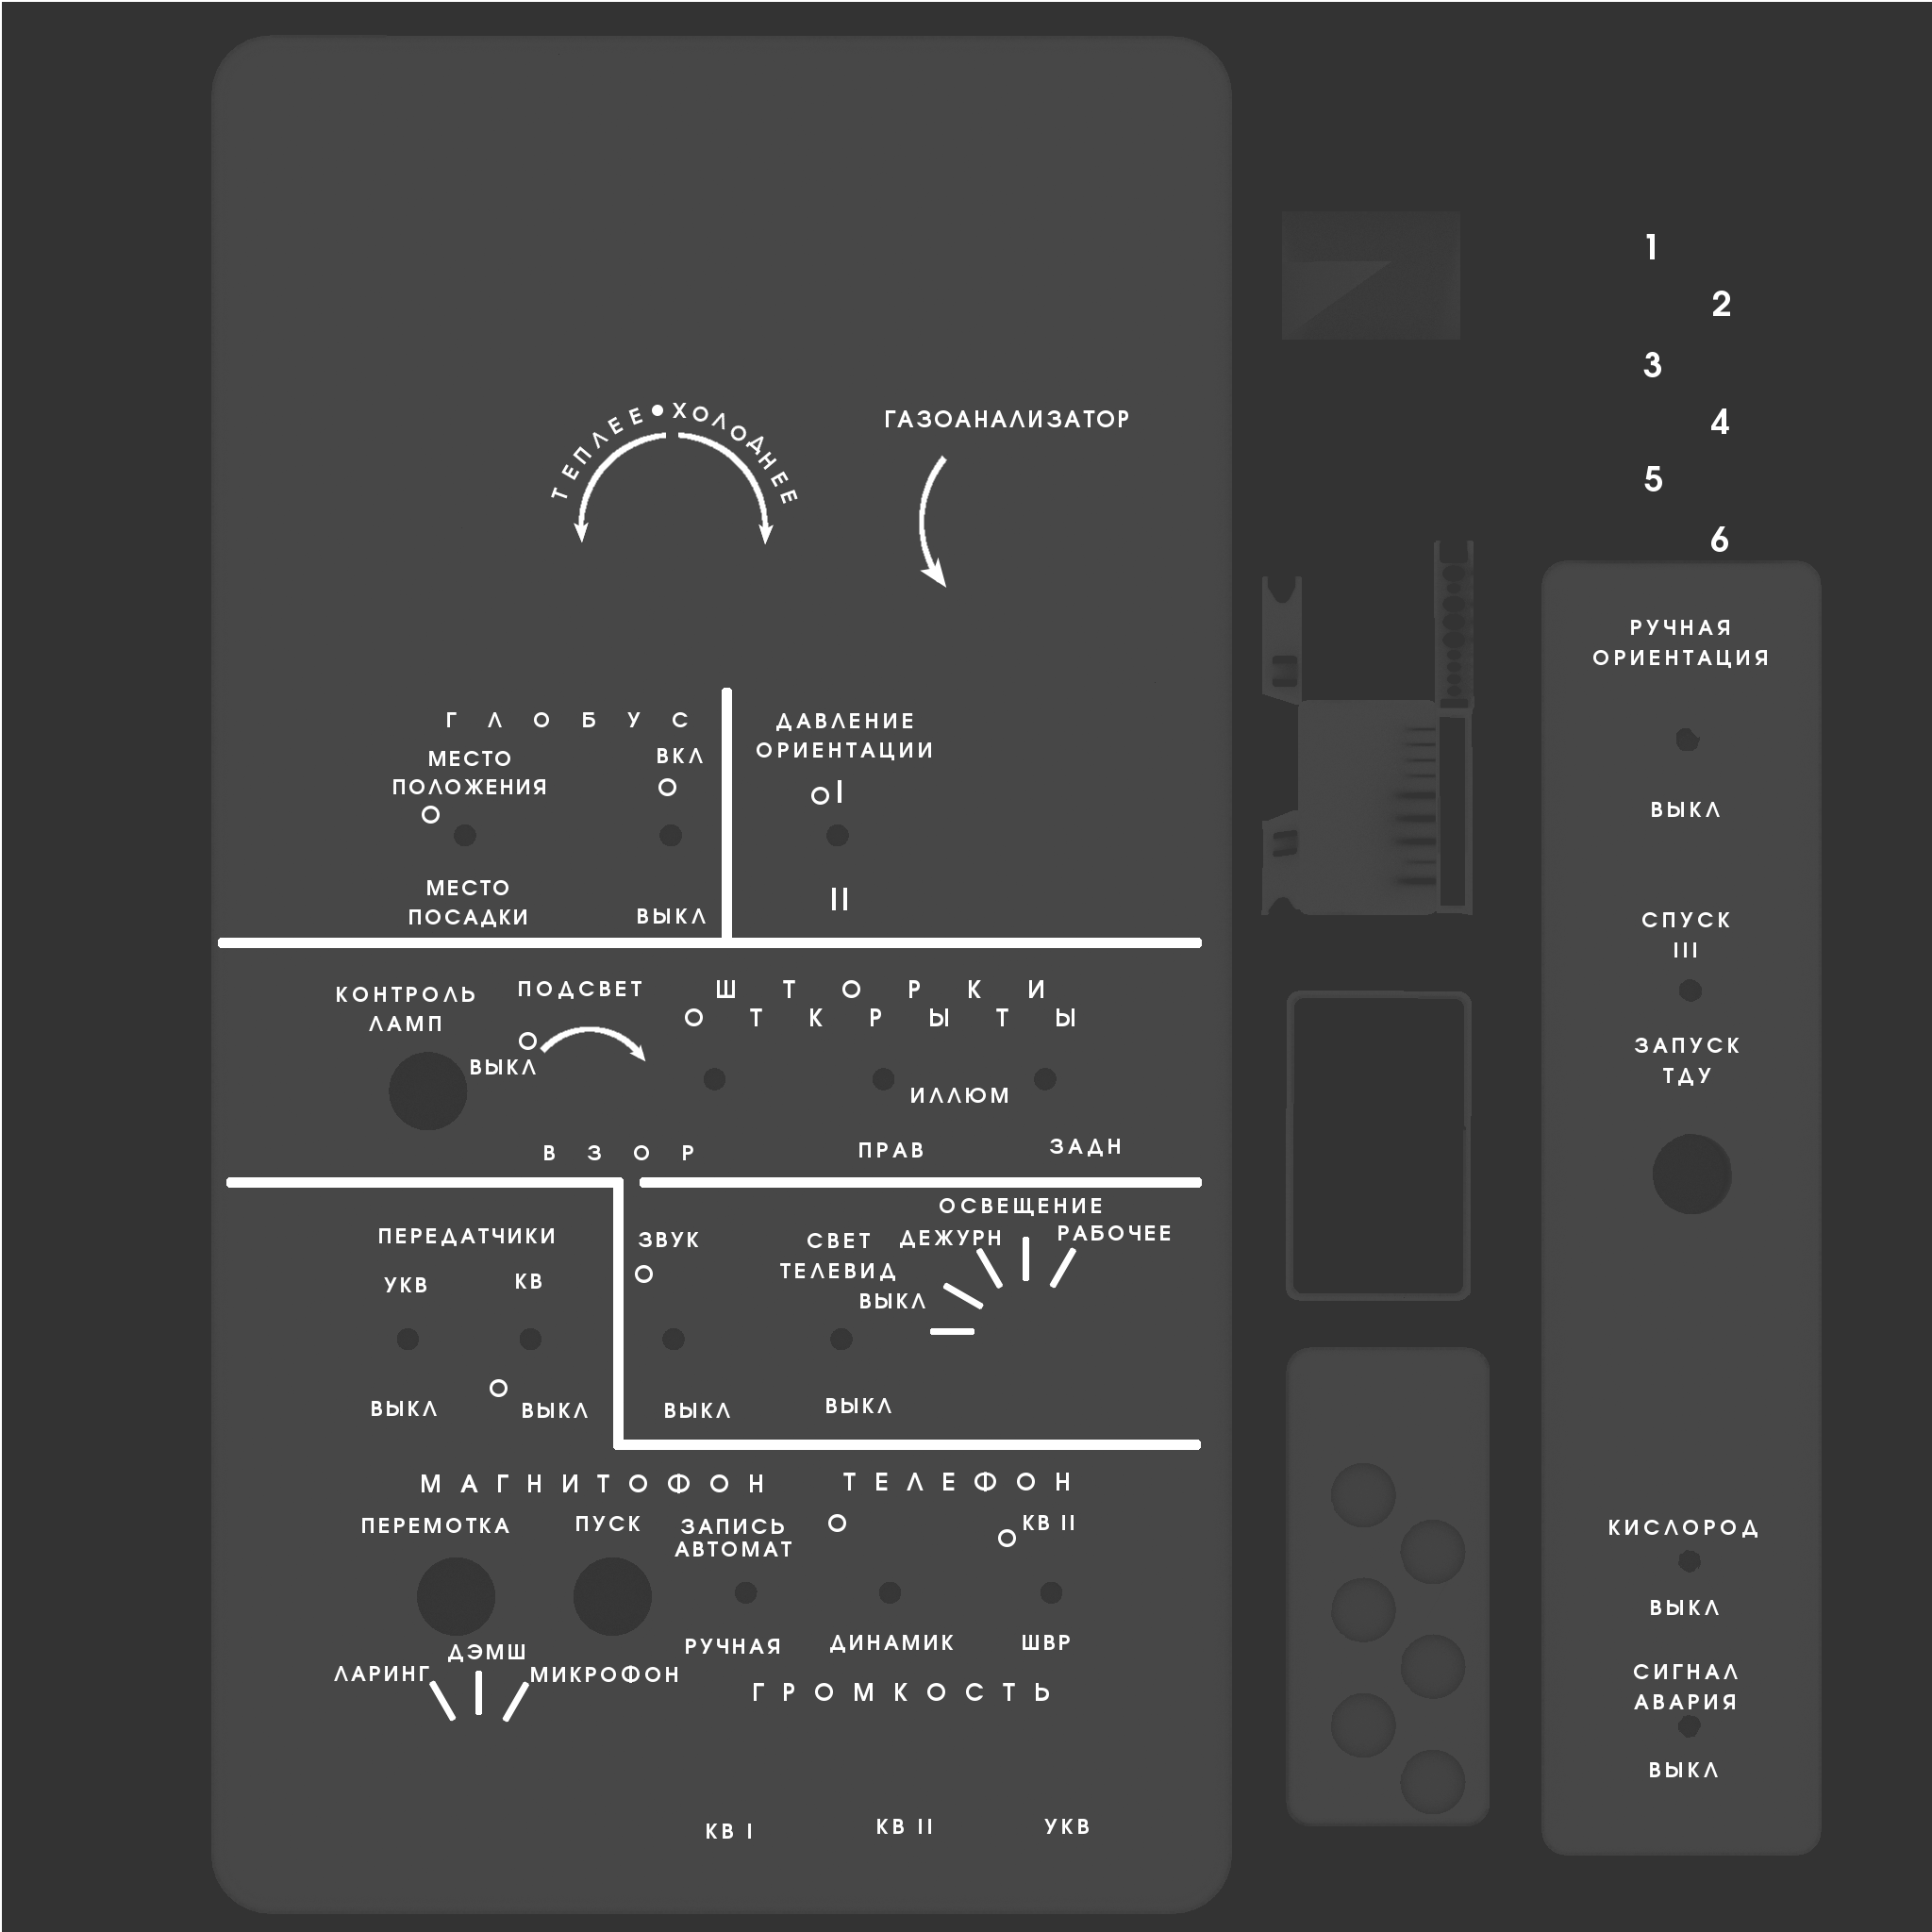 ТЕПЛЕЕ•ХОЛОДНЕЕ
ГАЗОАНАЛИЗАТОР
ГЛОБУС
МЕСТО
ПОЛОЖЕНИЯ
ВКЛ
МЕСТО
ПОСАДКИ
ВЫКЛ
ДАВЛЕНИЕ
ОРИЕНТАЦИИ
I
II
КОНТРОЛЬ
ЛАМП
ПОДСВЕТ
ВЫКЛ
ШТОРКИ
ОТКРЫТЫ
ИЛЛЮМ
ВЗОР
ПРАВ
ЗАДН
ПЕРЕДАТЧИКИ
УКВ
КВ
ВЫКЛ
ВЫКЛ
ЗВУК
ВЫКЛ
СВЕТ
ТЕЛЕВИД
ВЫКЛ
ОСВЕЩЕНИЕ
ДЕЖУРН
РАБОЧЕЕ
ВЫКЛ
МАГНИТОФОН
ТЕЛЕФОН
ПЕРЕМОТКА
ПУСК
ЗАПИСЬ
АВТОМАТ
КВ II
РУЧНАЯ
ДИНАМИК
ШВР
ЛАРИНГ
ДЭМШ
МИКРОФОН
ГРОМКОСТЬ
КВ I
КВ II
УКВ
1
2
3
4
5
6
РУЧНАЯ
ОРИЕНТАЦИЯ
ВЫКЛ
СПУСК
III
ЗАПУСК
ТДУ
КИСЛОРОД
ВЫКЛ
СИГНАЛ
АВАРИЯ
ВЫКЛ